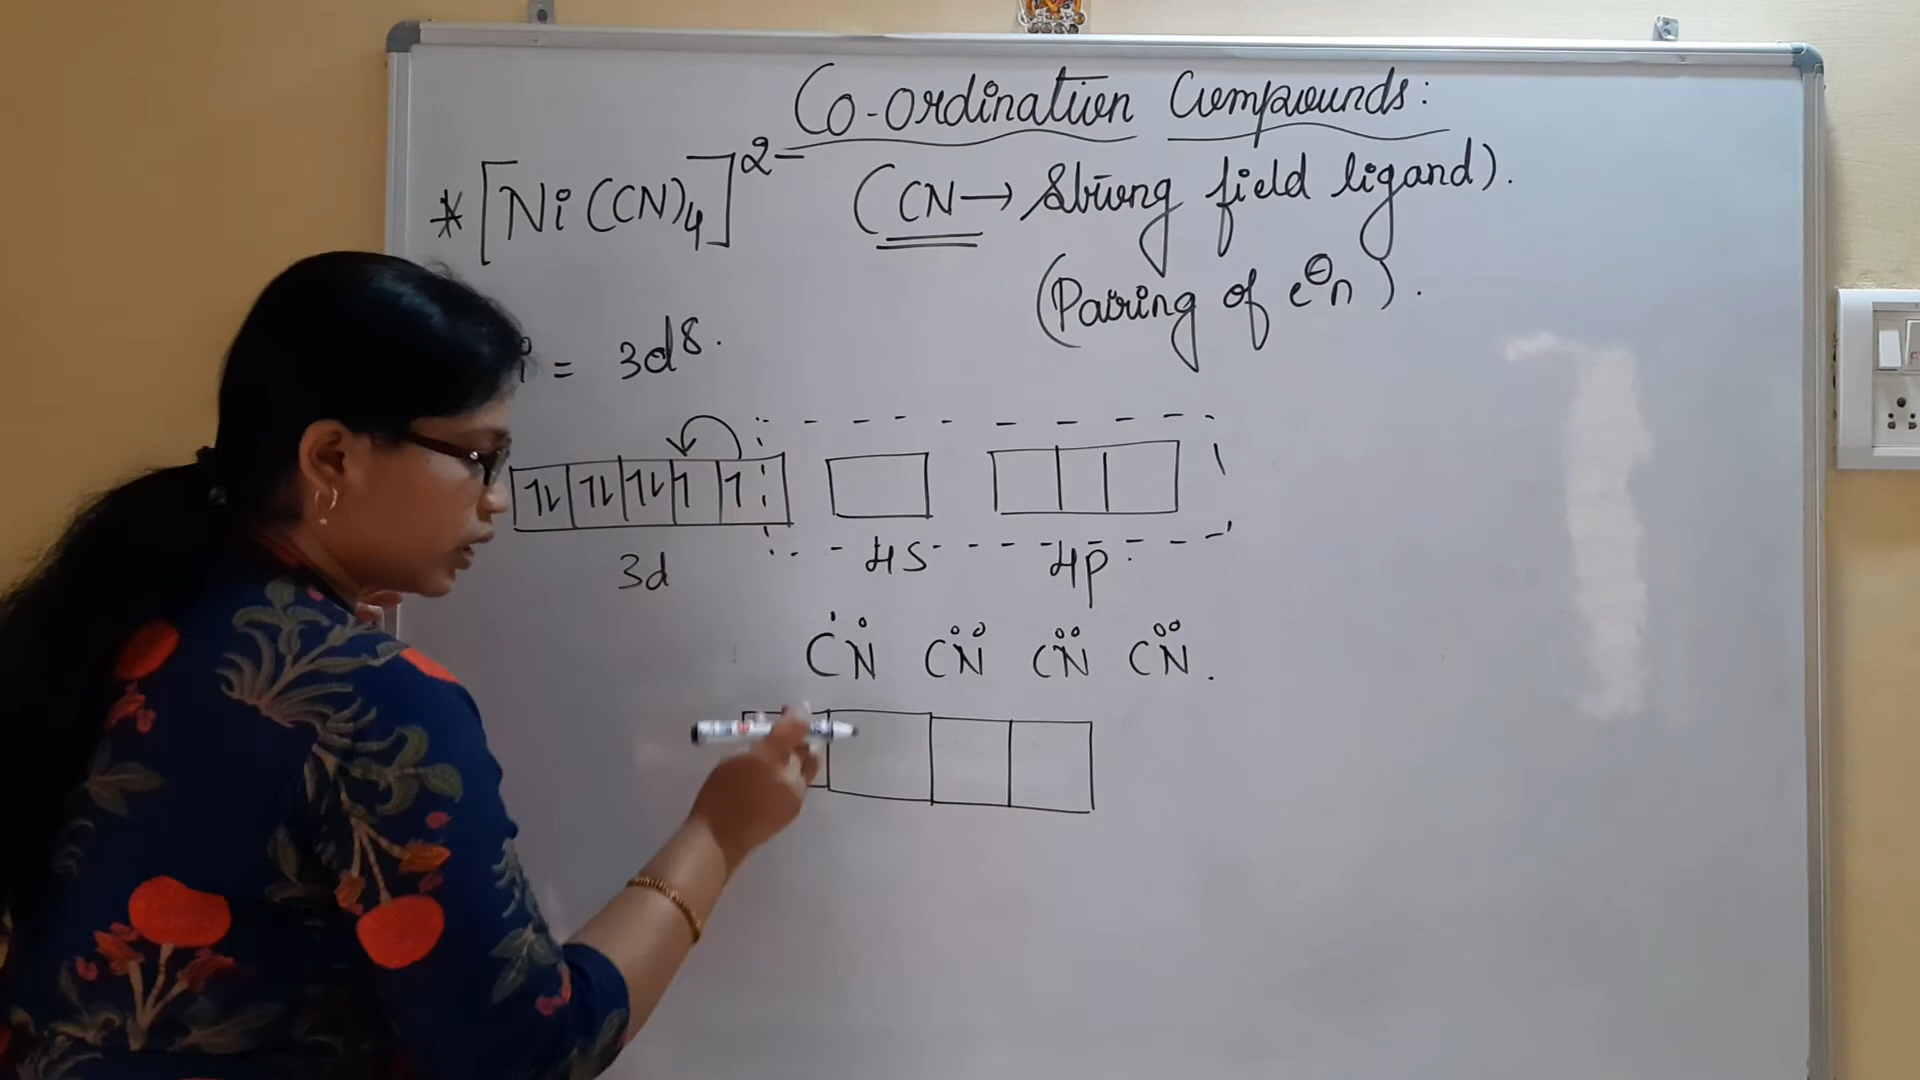 Co-ordination Compounds:
* [Ni(CN)4]2- (CN → Strong field ligand).
(Pairing of e⊖n).
= 3d8.
1L 1L 1L 1 1
3d 4s 4p
CN CN CN CN.